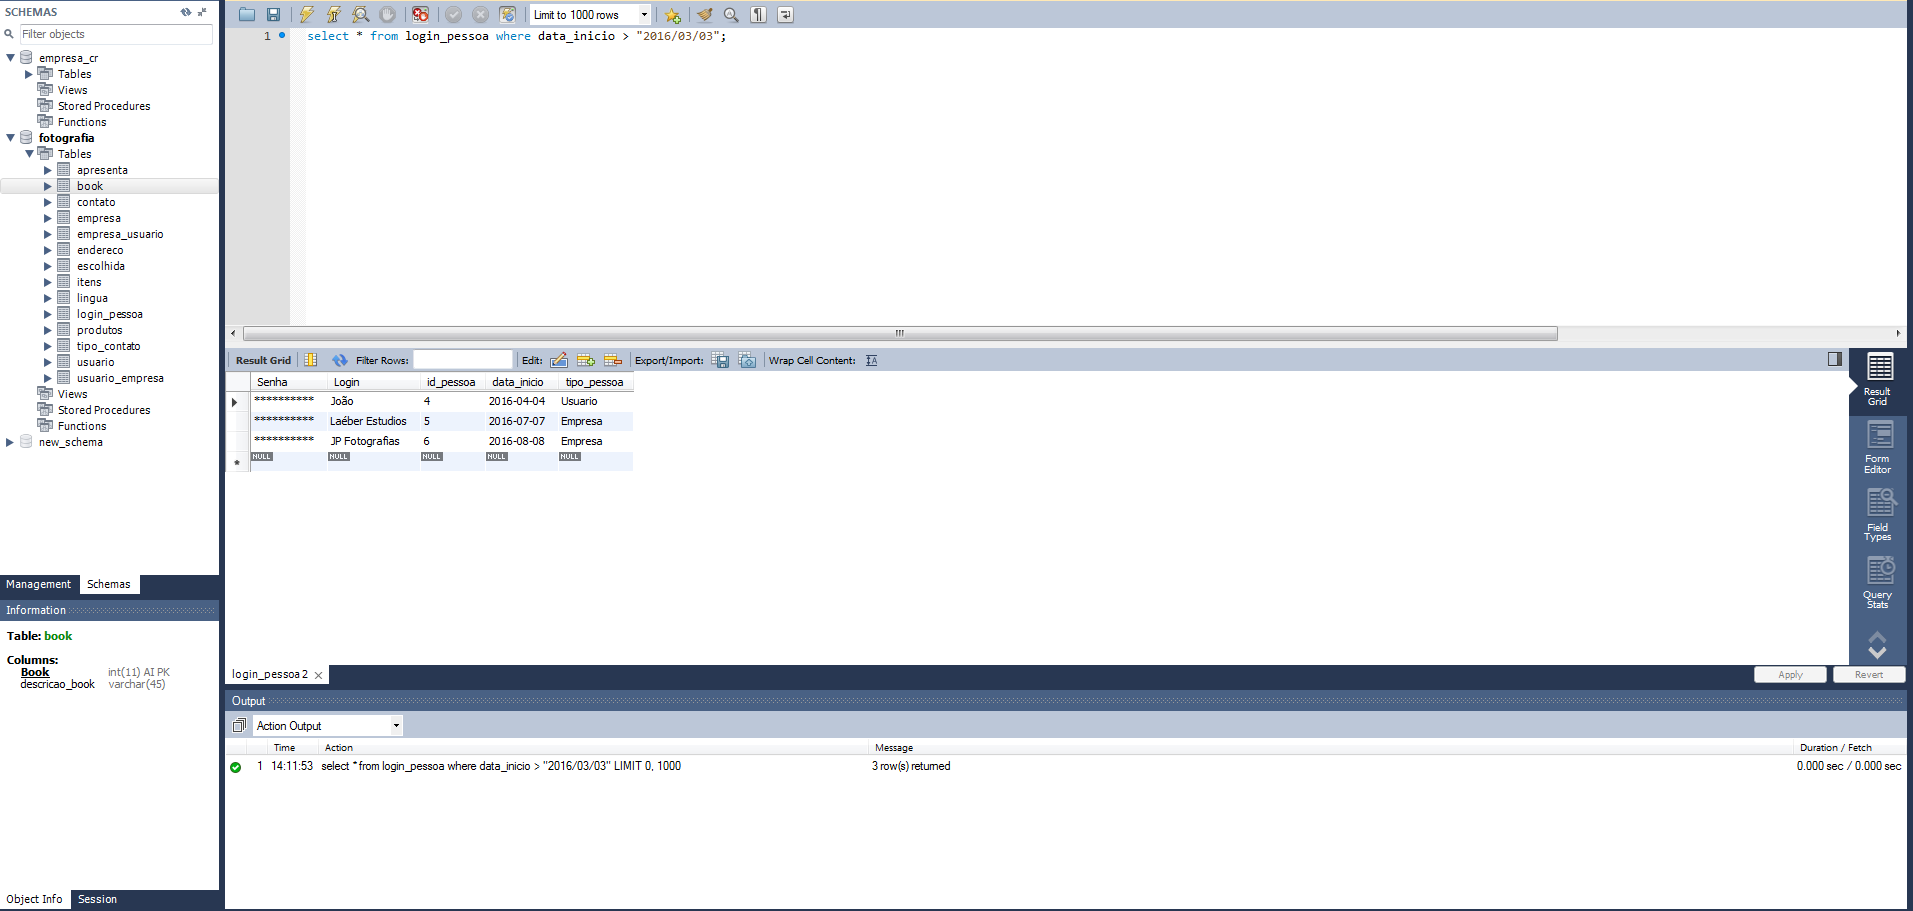 SCHEMAS
Filter objects
empresa_cr
Tables
Views
Stored Procedures
Functions
fotografia
Tables
apresenta
book
contato
empresa
empresa_usuario
endereco
escolhida
itens
lingua
login_pessoa
produtos
tipo_contato
usuario
usuario_empresa
Views
Stored Procedures
Functions
new_schema
Management Schemas
Information
Table: book
Columns:
Book int(11) AI PK
descricao_book varchar(45)
Object Info Session
Limit to 1000 rows
1 select * from login_pessoa where data_inicio > "2016/03/03";
Result Grid Filter Rows: Edit: Export/Import: Wrap Cell Content:
Senha Login id_pessoa data_inicio tipo_pessoa
********** João 4 2016-04-04 Usuario
********** Laéber Estudios 5 2016-07-07 Empresa
********** JP Fotografias 6 2016-08-08 Empresa
NULL NULL NULL NULL NULL
Result
Grid
Form
Editor
Field
Types
Query
Stats
login_pessoa 2
Apply Revert
Output
Action Output
Time Action Message Duration / Fetch
1 14:11:53 select * from login_pessoa where data_inicio > "2016/03/03" LIMIT 0, 1000 3 row(s) returned 0.000 sec / 0.000 sec